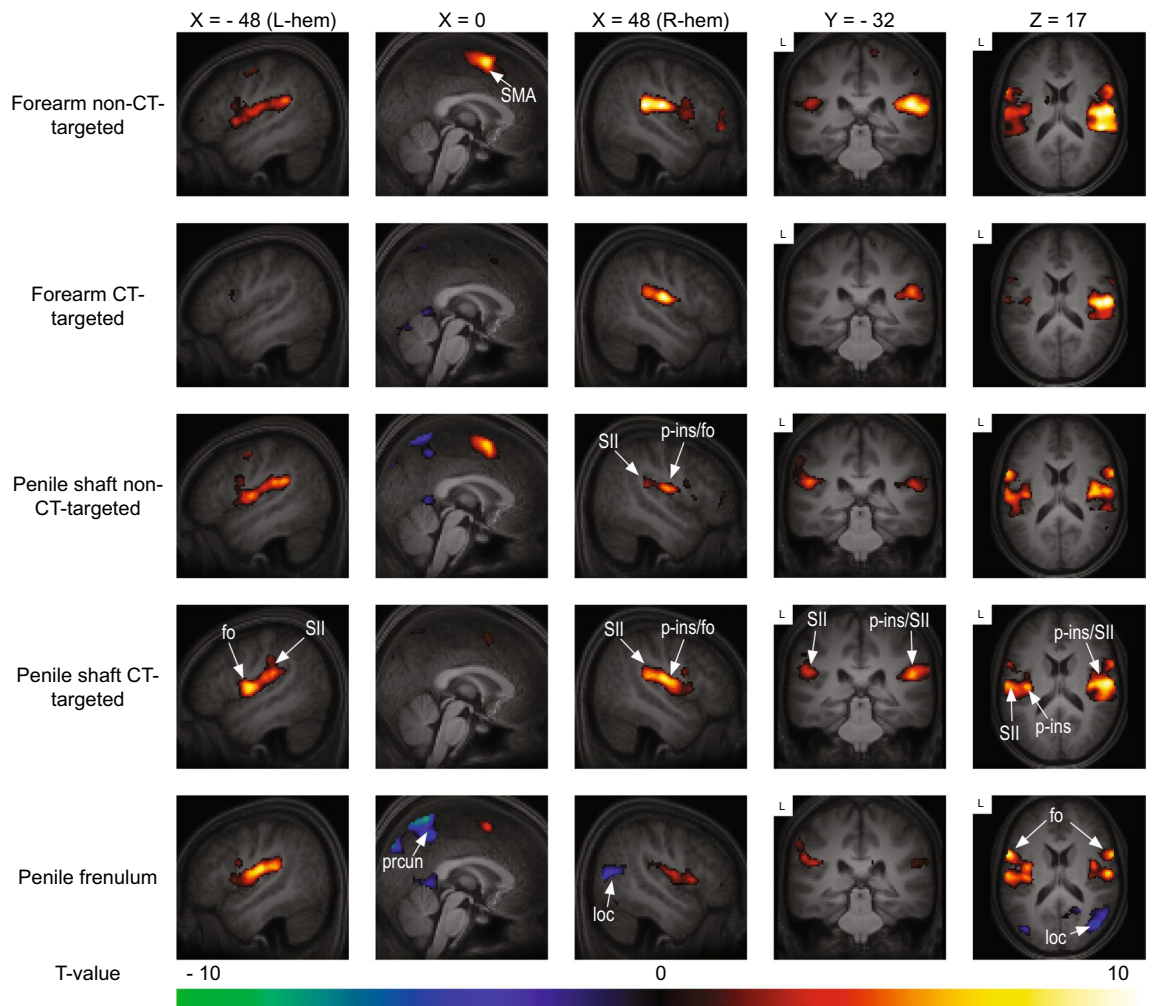 X = - 48 (L-hem)
X = 0
X = 48 (R-hem)
Y = - 32
Z = 17
Forearm non-CT-
targeted
SMA
L
L
Forearm CT-
targeted
L
L
Penile shaft non-
CT-targeted
SII
p-ins/fo
L
L
Penile shaft CT-
targeted
fo
SII
SII
p-ins/fo
L
SII
p-ins/SII
L
p-ins/SII
SII
p-ins
Penile frenulum
prcun
loc
L
L
fo
loc
T-value
- 10
0
10